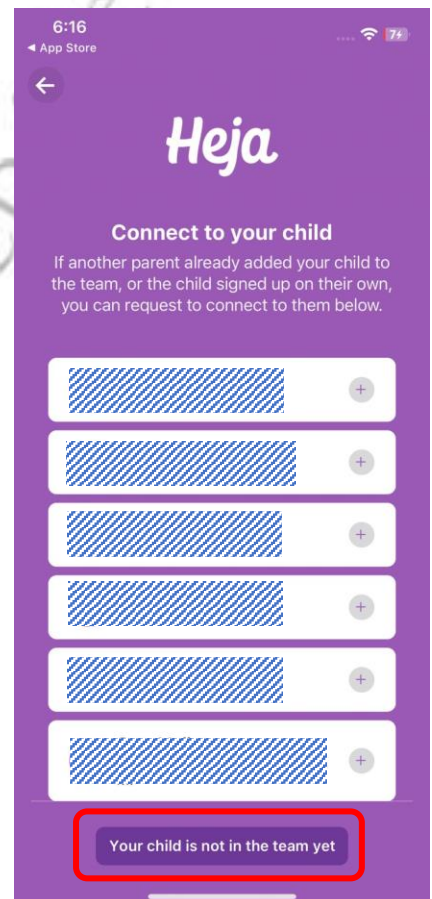 6:16
◀ App Store
74
Heja
Connect to your child
If another parent already added your child to
the team, or the child signed up on their own,
you can request to connect to them below.
+
+
+
+
+
+
Your child is not in the team yet